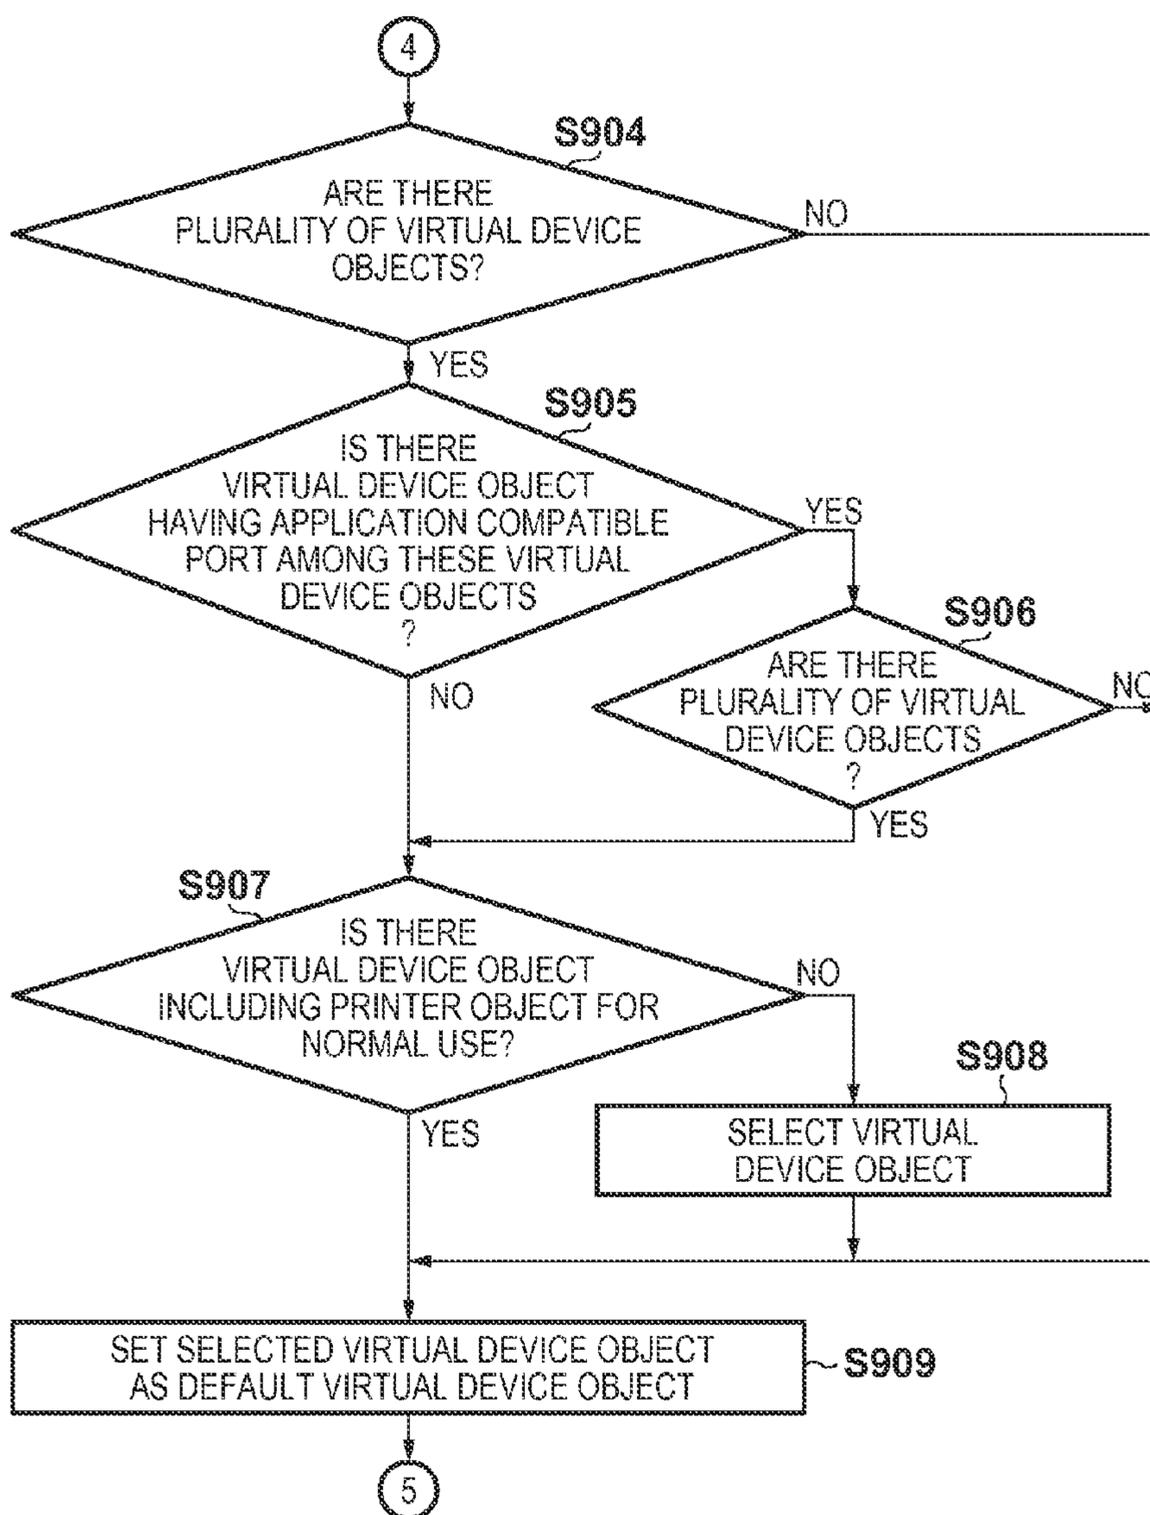 4
S904
ARE THERE
PLURALITY OF VIRTUAL DEVICE
OBJECTS?
NO
YES
S905
IS THERE
VIRTUAL DEVICE OBJECT
HAVING APPLICATION COMPATIBLE
PORT AMONG THESE VIRTUAL
DEVICE OBJECTS
?
YES
NO
S906
ARE THERE
PLURALITY OF VIRTUAL
DEVICE OBJECTS
?
NO
YES
S907
IS THERE
VIRTUAL DEVICE OBJECT
INCLUDING PRINTER OBJECT FOR
NORMAL USE?
NO
YES
S908
SELECT VIRTUAL
DEVICE OBJECT
SET SELECTED VIRTUAL DEVICE OBJECT
AS DEFAULT VIRTUAL DEVICE OBJECT
S909
5